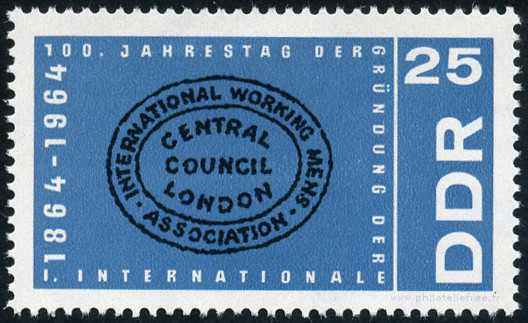 100. JAHRESTAG DER
GRÜNDUNG DER
I. INTERNATIONALE
1864-1964
INTERNATIONAL WORKING MENS
ASSOCIATION
CENTRAL
COUNCIL
LONDON
25
DDR
www.philateliefree.fr